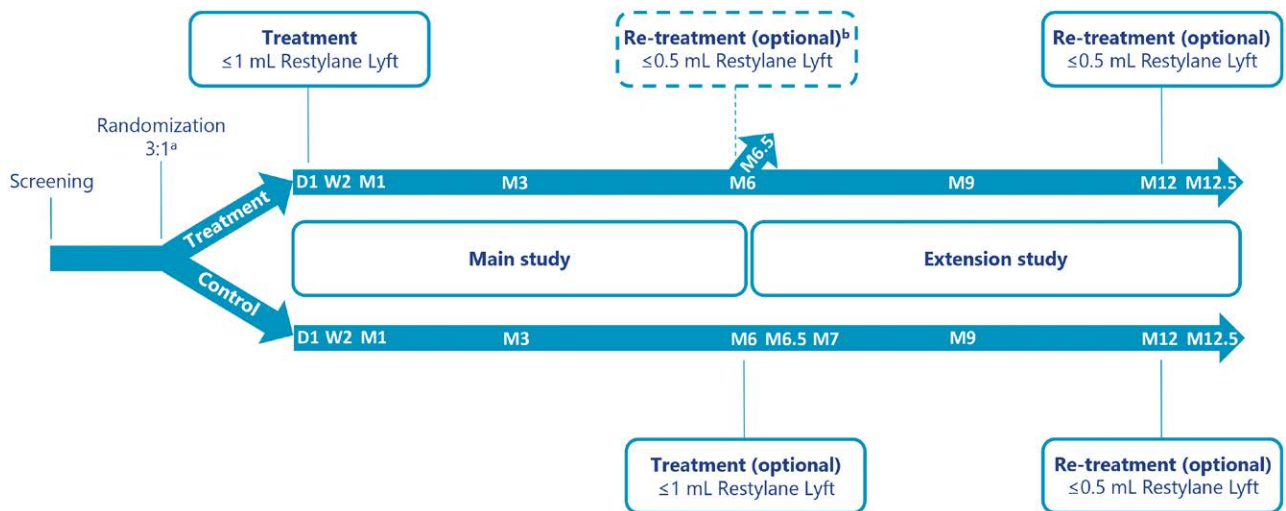 Treatment
≤1 mL Restylane Lyft
Re-treatment (optional)ᵇ
≤0.5 mL Restylane Lyft
Re-treatment (optional)
≤0.5 mL Restylane Lyft
Randomization
3:1ᵃ
Screening
Treatment
D1 W2 M1 M3 M6 M6.5 M9 M12 M12.5
Main study
Extension study
Control
D1 W2 M1 M3 M6 M6.5 M7 M9 M12 M12.5
Treatment (optional)
≤1 mL Restylane Lyft
Re-treatment (optional)
≤0.5 mL Restylane Lyft